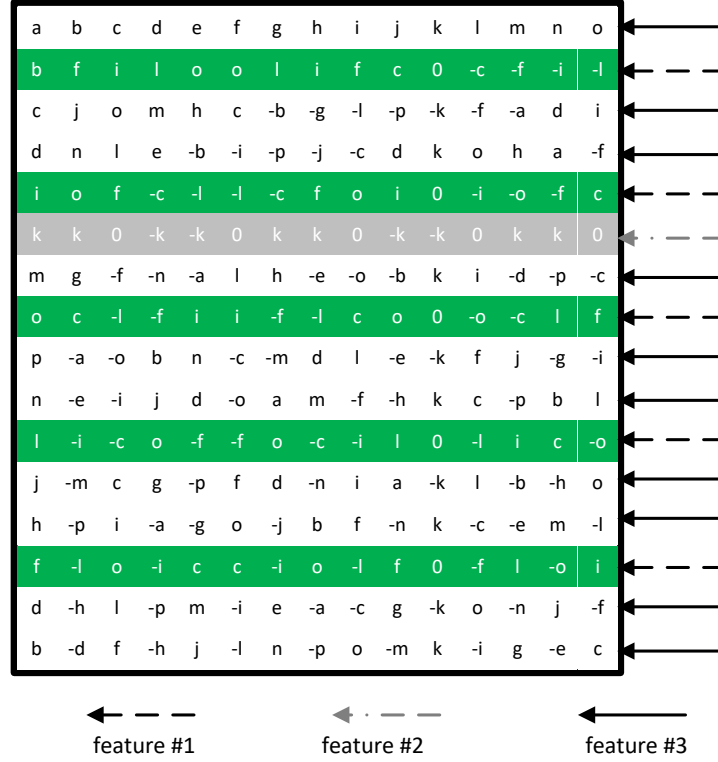 a b c d e f g h i j k l m n o
b f i l o o l i f c 0 -c -f -i -l
c j o m h c -b -g -l -p -k -f -a d i
d n l e -b -i -p -j -c d k o h a -f
i o f -c -l -l -c f o i 0 -i -o -f c
k k 0 -k -k 0 k k 0 -k -k 0 k k 0
m g -f -n -a l h -e -o -b k i -d -p -c
o c -l -f i i -f -l c o 0 -o -c l f
p -a -o b n -c -m d l -e -k f j -g -i
n -e -i j d -o a m -f -h k c -p b l
l -i -c o -f -f o -c -i l 0 -l i c -o
j -m c g -p f d -n i a -k l -b -h o
h -p i -a -g o -j b f -n k -c -e m -l
f -l o -i c c -i o -l f 0 -f l -o i
d -h l -p m -i e -a -c g -k o -n j -f
b -d f -h j -l n -p o -m k -i g -e c
feature #1 feature #2 feature #3